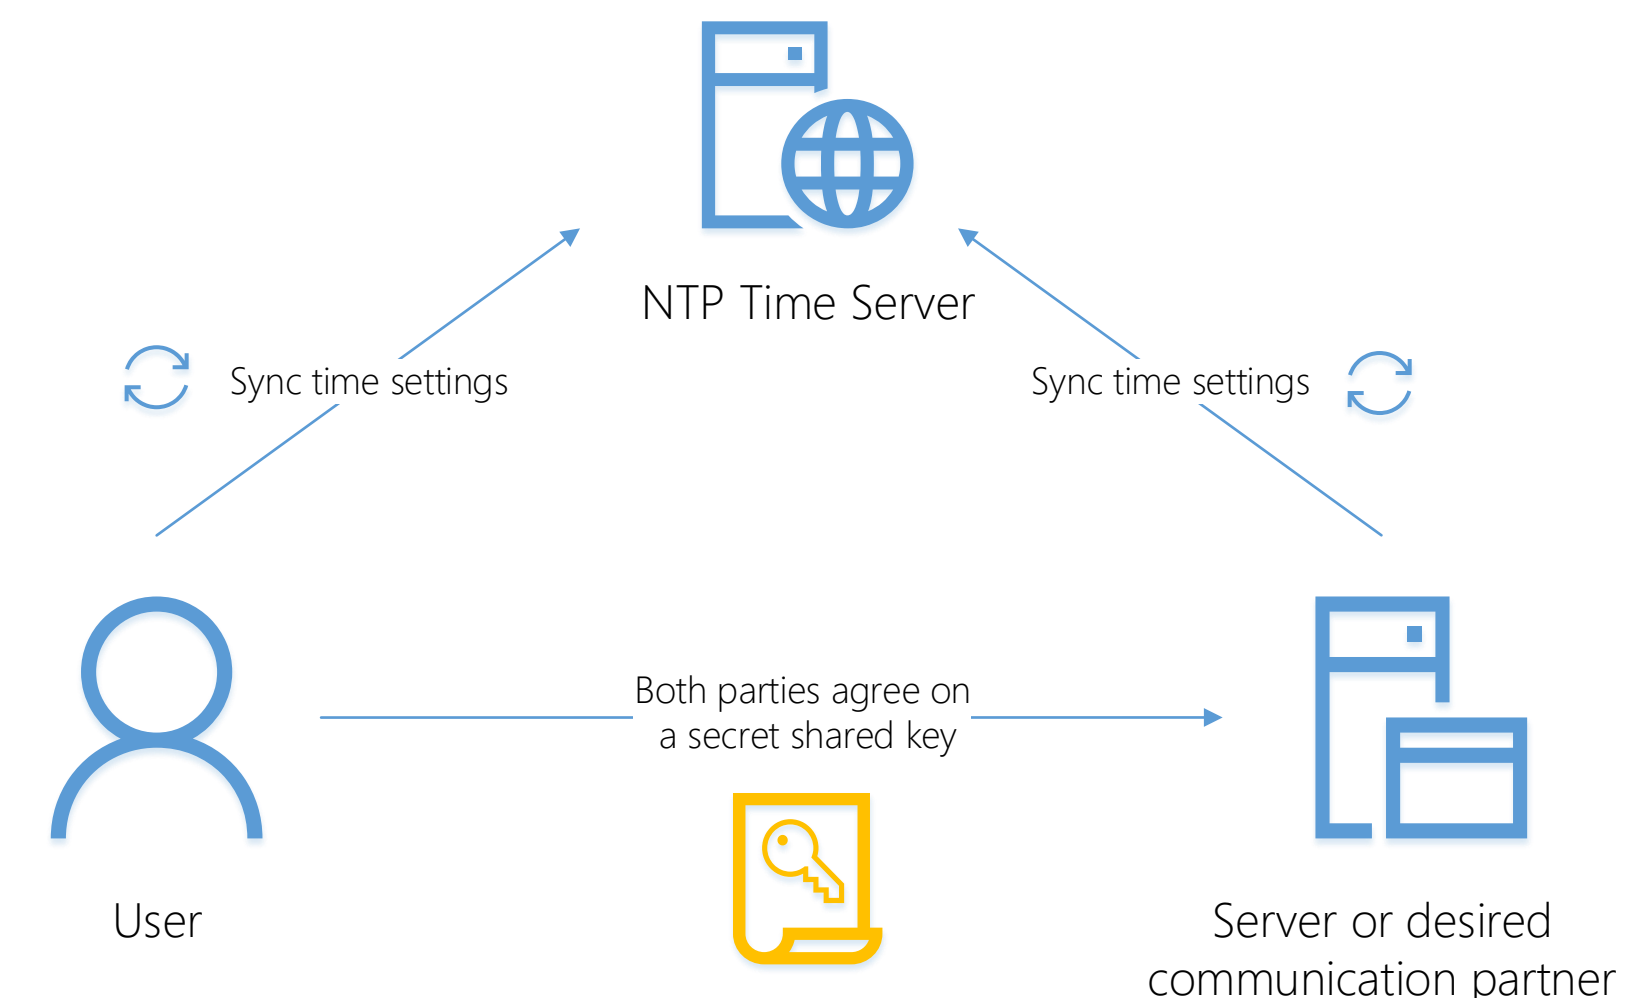 NTP Time Server
Sync time settings
Sync time settings
Both parties agree on
a secret shared key
User
Server or desired
communication partner